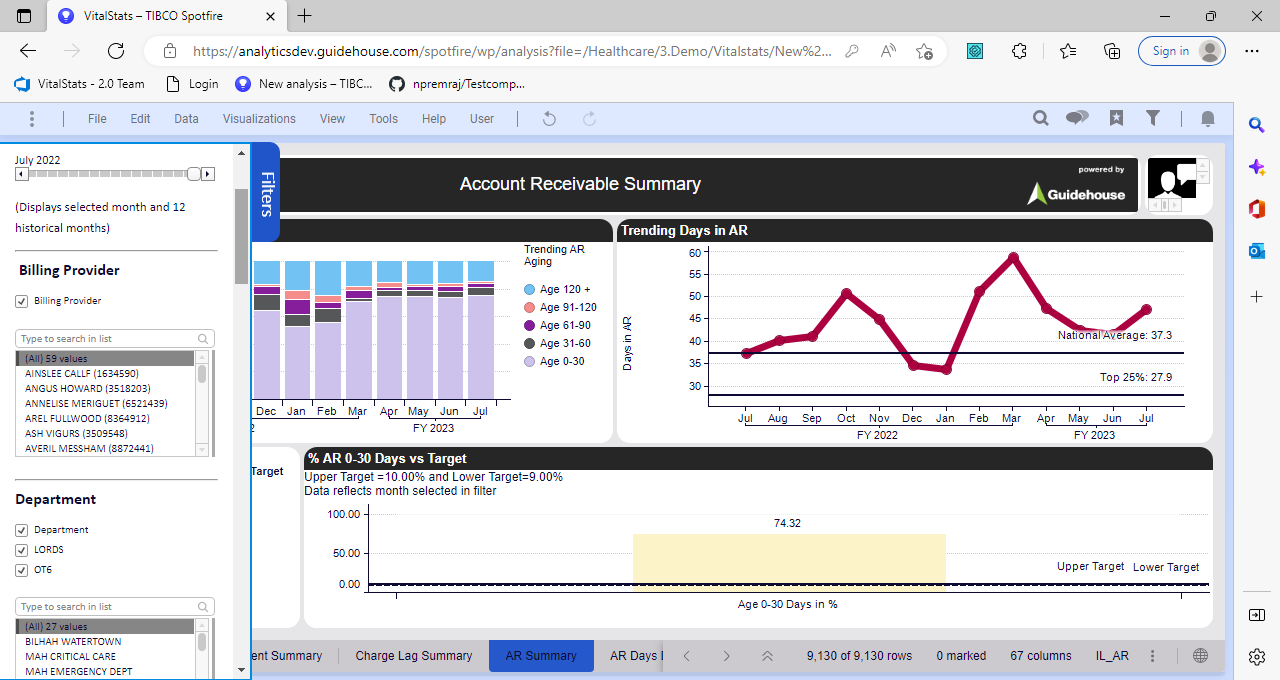 VitalStats – TIBCO Spotfire
https://analyticsdev.guidehouse.com/spotfire/wp/analysis?file=/Healthcare/3.Demo/Vitalstats/New%2...
Sign in
VitalStats - 2.0 Team
Login
New analysis – TIBC...
npremraj/Testcomp...
File Edit Data Visualizations View Tools Help User
July 2022
(Displays selected month and 12
historical months)
Billing Provider
Billing Provider
Type to search in list
(All) 59 values
AINSLEE CALLF (1634590)
ANGUS HOWARD (3518203)
ANNELISE MERIGUET (6521439)
AREL FULLWOOD (8364912)
ASH VIGURS (3509548)
AVERIL MESSHAM (8872441)
Department
Department
LORDS
OT6
Type to search in list
(All) 27 values
BILHAH WATERTOWN
MAH CRITICAL CARE
MAH EMERGENCY DEPT
Filters
Account Receivable Summary
powered by
Guidehouse
Trending AR
Aging
Age 120 +
Age 91-120
Age 61-90
Age 31-60
Age 0-30
Dec Jan Feb Mar Apr May Jun Jul
2 FY 2023
Trending Days in AR
Days in AR
60
55
50
45
40
35
30
National Average: 37.3
Top 25%: 27.9
Jul Aug Sep Oct Nov Dec Jan Feb Mar Apr May Jun Jul
FY 2022 FY 2023
arget
% AR 0-30 Days vs Target
Upper Target =10.00% and Lower Target=9.00%
Data reflects month selected in filter
100.00
50.00
0.00
74.32
Upper Target Lower Target
Age 0-30 Days in %
ent Summary
Charge Lag Summary
AR Summary
AR Days
9,130 of 9,130 rows
0 marked
67 columns
IL_AR